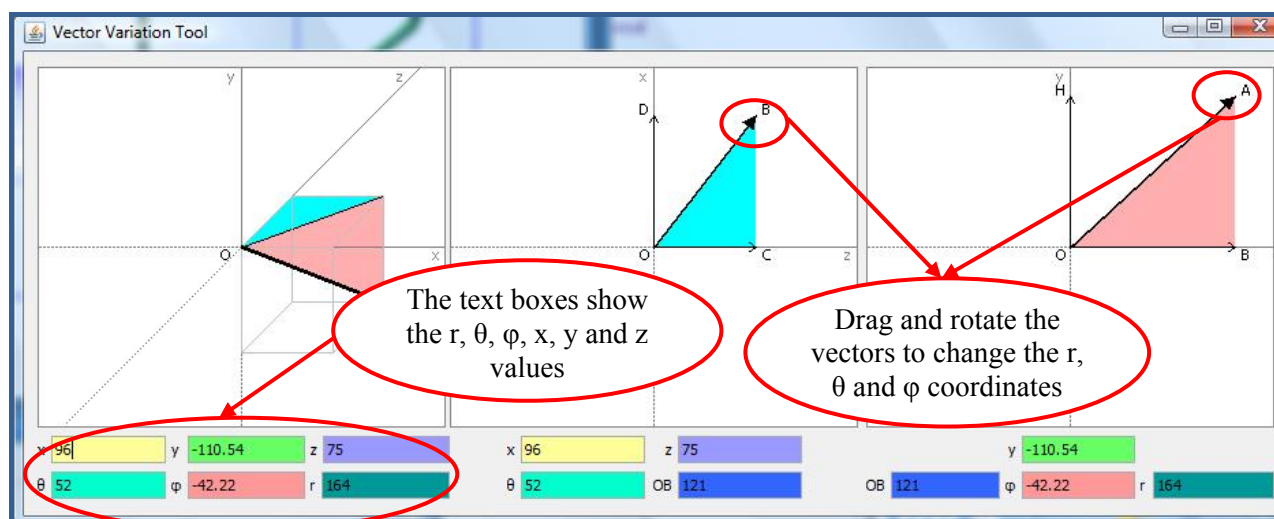 Vector Variation Tool
y
z
O
x
x
D
B
O
C
z
y
H
A
O
B
The text boxes show
the r, θ, φ, x, y and z
values
Drag and rotate the
vectors to change the r,
θ and φ coordinates
x 96 y -110.54 z 75
x 96 z 75
y -110.54
θ 52 φ -42.22 r 164
θ 52 OB 121
OB 121 φ -42.22 r 164